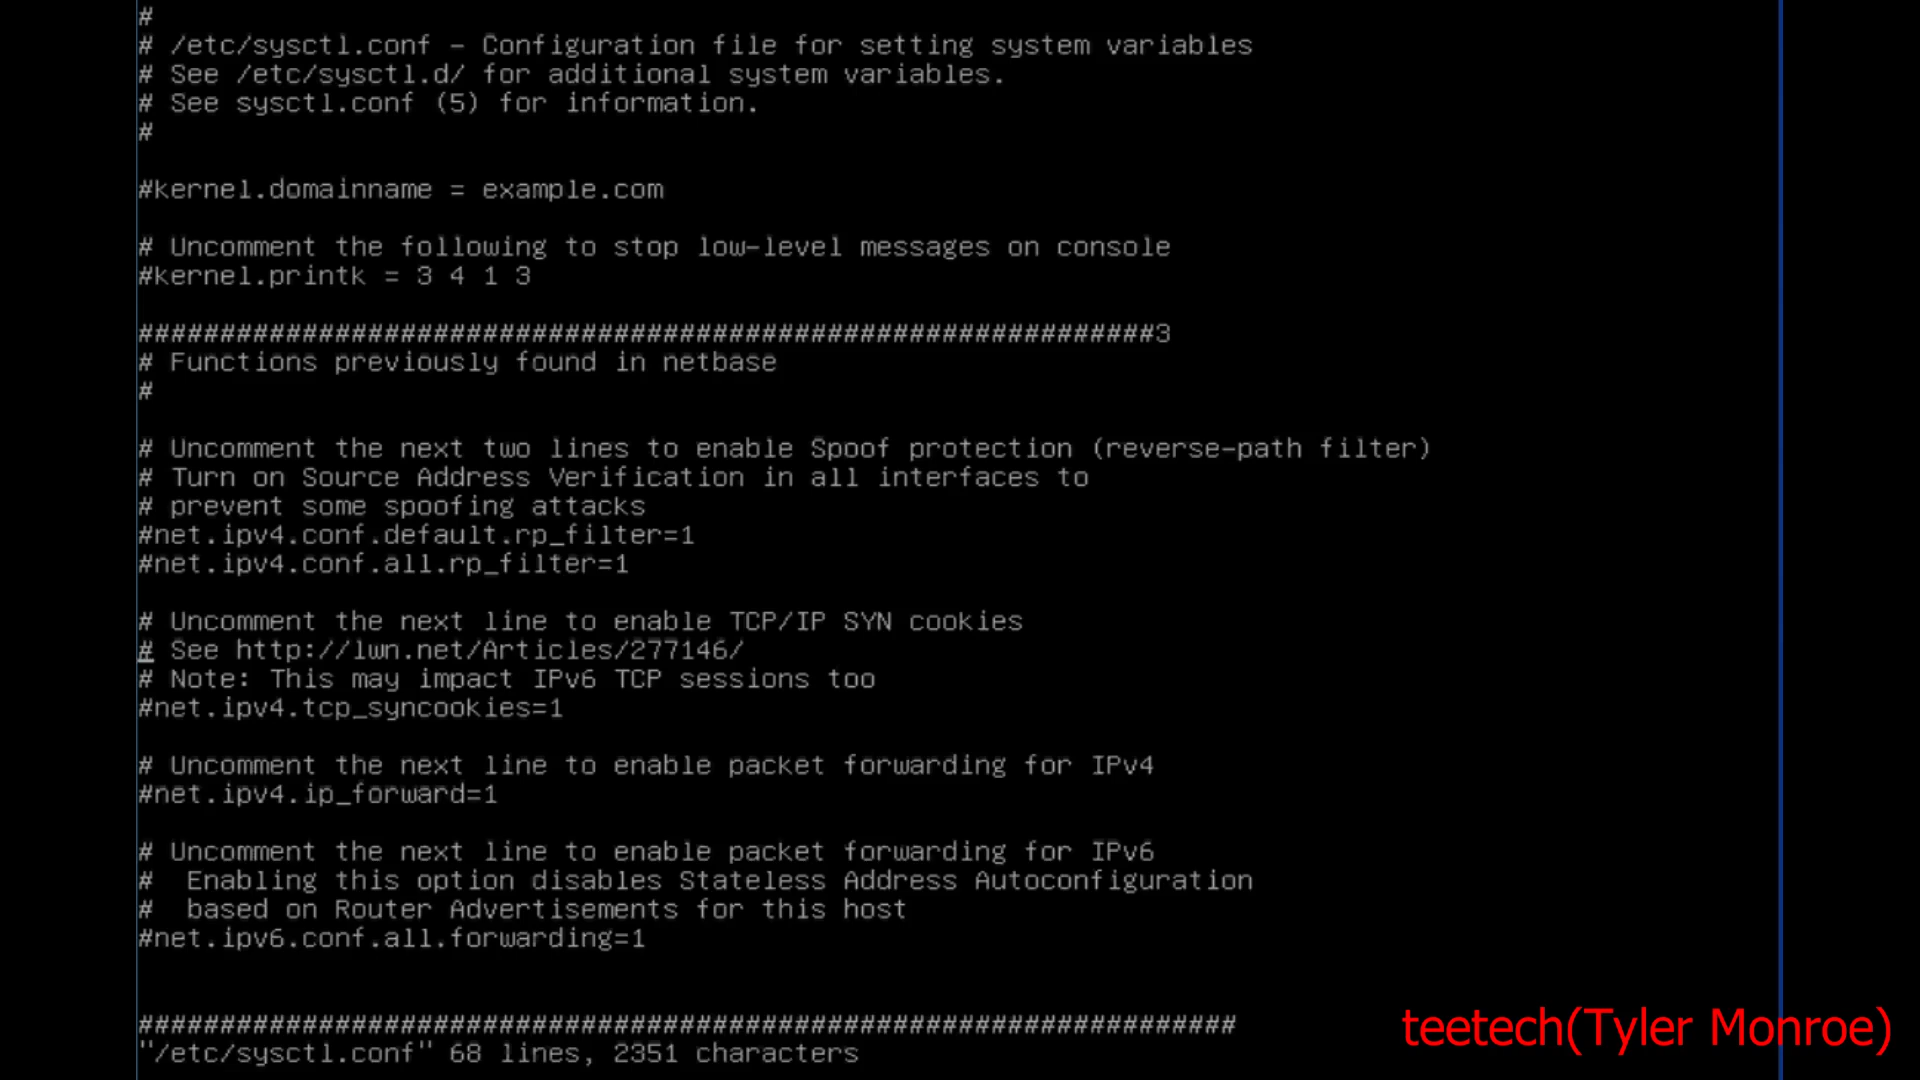 #
# /etc/sysctl.conf - Configuration file for setting system variables
# See /etc/sysctl.d/ for additional system variables.
# See sysctl.conf (5) for information.
#
#kernel.domainname = example.com
# Uncomment the following to stop low-level messages on console
#kernel.printk = 3 4 1 3
##############################################################3
# Functions previously found in netbase
#
# Uncomment the next two lines to enable Spoof protection (reverse-path filter)
# Turn on Source Address Verification in all interfaces to
# prevent some spoofing attacks
#net.ipv4.conf.default.rp_filter=1
#net.ipv4.conf.all.rp_filter=1
# Uncomment the next line to enable TCP/IP SYN cookies
# See http://lwn.net/Articles/277146/
# Note: This may impact IPv6 TCP sessions too
#net.ipv4.tcp_syncookies=1
# Uncomment the next line to enable packet forwarding for IPv4
#net.ipv4.ip_forward=1
# Uncomment the next line to enable packet forwarding for IPv6
#  Enabling this option disables Stateless Address Autoconfiguration
#  based on Router Advertisements for this host
#net.ipv6.conf.all.forwarding=1
###################################################################
"/etc/sysctl.conf" 68 lines, 2351 characters
teetech(Tyler Monroe)